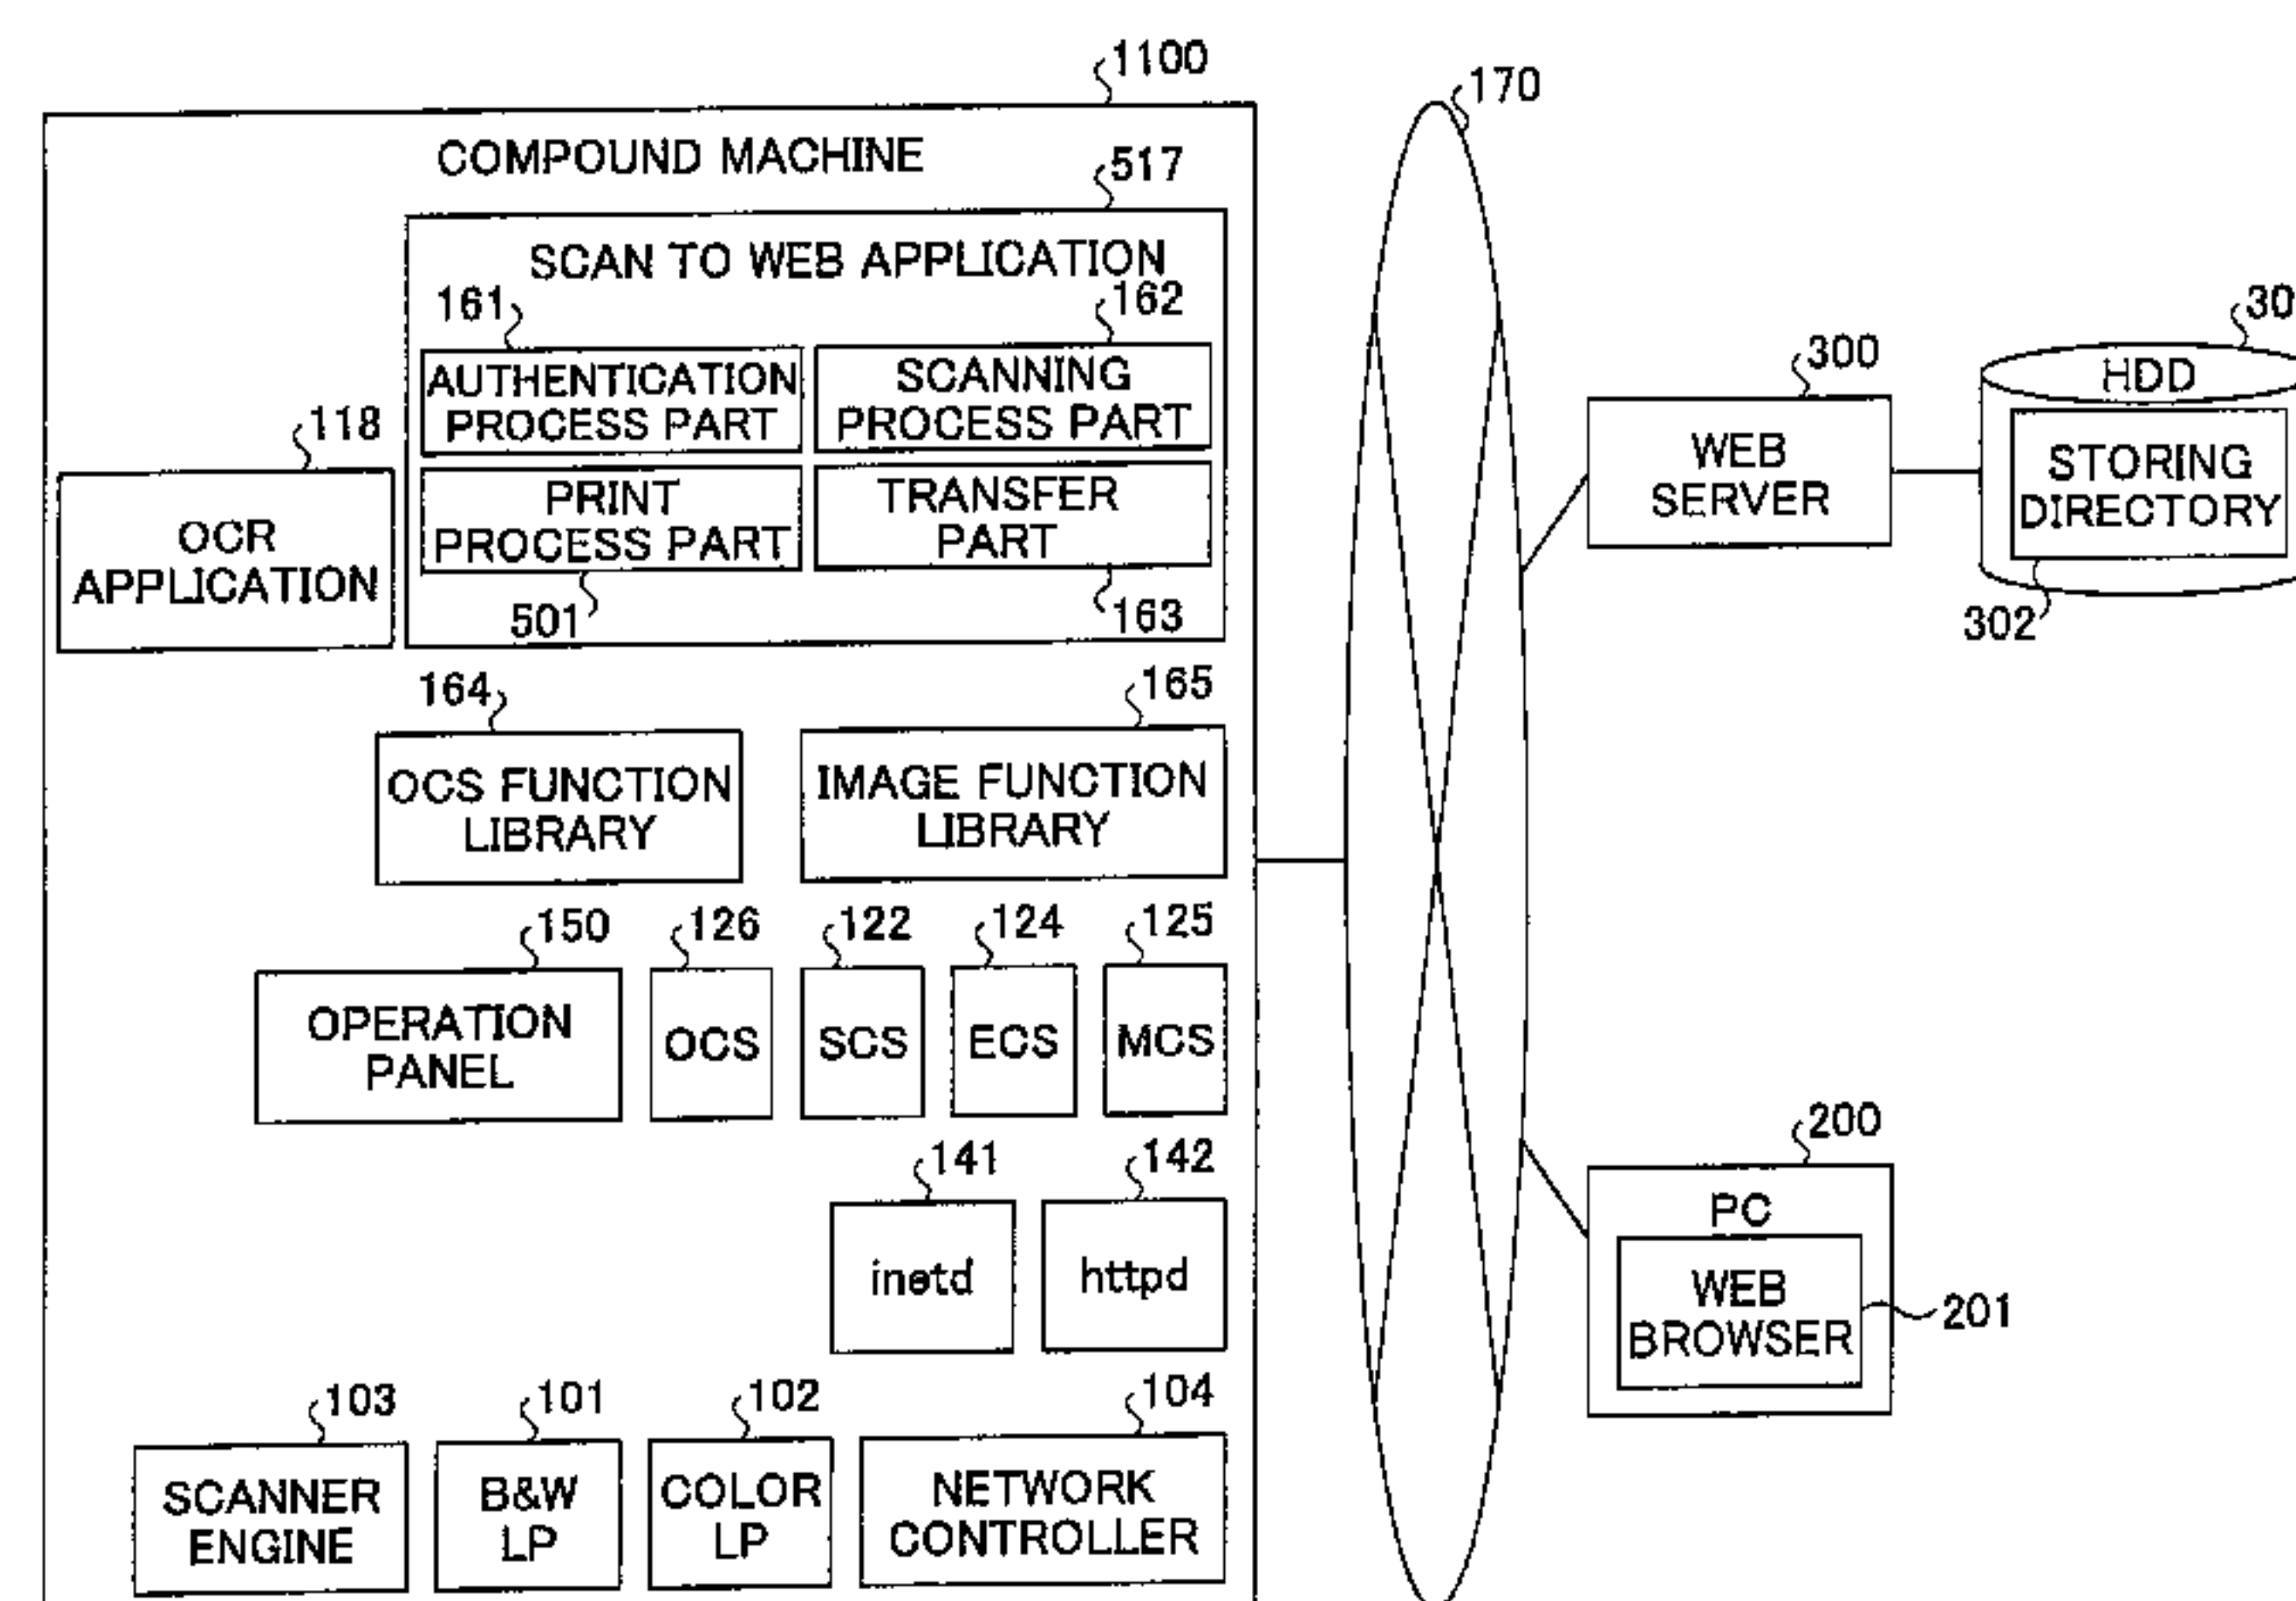 1100
170
COMPOUND MACHINE
517
SCAN TO WEB APPLICATION
161
162
AUTHENTICATION
PROCESS PART
SCANNING
PROCESS PART
118
OCR
APPLICATION
PRINT
PROCESS PART
TRANSFER
PART
501
163
300
WEB
SERVER
30
HDD
STORING
DIRECTORY
302
164
165
OCS FUNCTION
LIBRARY
IMAGE FUNCTION
LIBRARY
150
126
122
124
125
OPERATION
PANEL
OCS
SCS
ECS
MCS
141
142
inetd
httpd
200
PC
WEB
BROWSER
201
103
101
102
104
SCANNER
ENGINE
B&W
LP
COLOR
LP
NETWORK
CONTROLLER